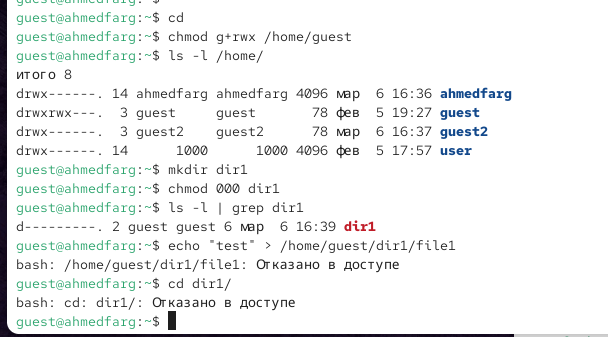 guest@ahmedfarg:~$ cd
guest@ahmedfarg:~$ chmod g+rwx /home/guest
guest@ahmedfarg:~$ ls -l /home/
итого 8
drwx------. 14 ahmedfarg ahmedfarg 4096 мар  6 16:36 ahmedfarg
drwxrwx---.  3 guest     guest       78 фев  5 19:27 guest
drwx------.  3 guest2    guest2      78 мар  6 16:37 guest2
drwx------. 14      1000      1000 4096 фев  5 17:57 user
guest@ahmedfarg:~$ mkdir dir1
guest@ahmedfarg:~$ chmod 000 dir1
guest@ahmedfarg:~$ ls -l | grep dir1
d---------. 2 guest guest 6 мар  6 16:39 dir1
guest@ahmedfarg:~$ echo "test" > /home/guest/dir1/file1
bash: /home/guest/dir1/file1: Отказано в доступе
guest@ahmedfarg:~$ cd dir1/
bash: cd: dir1/: Отказано в доступе
guest@ahmedfarg:~$